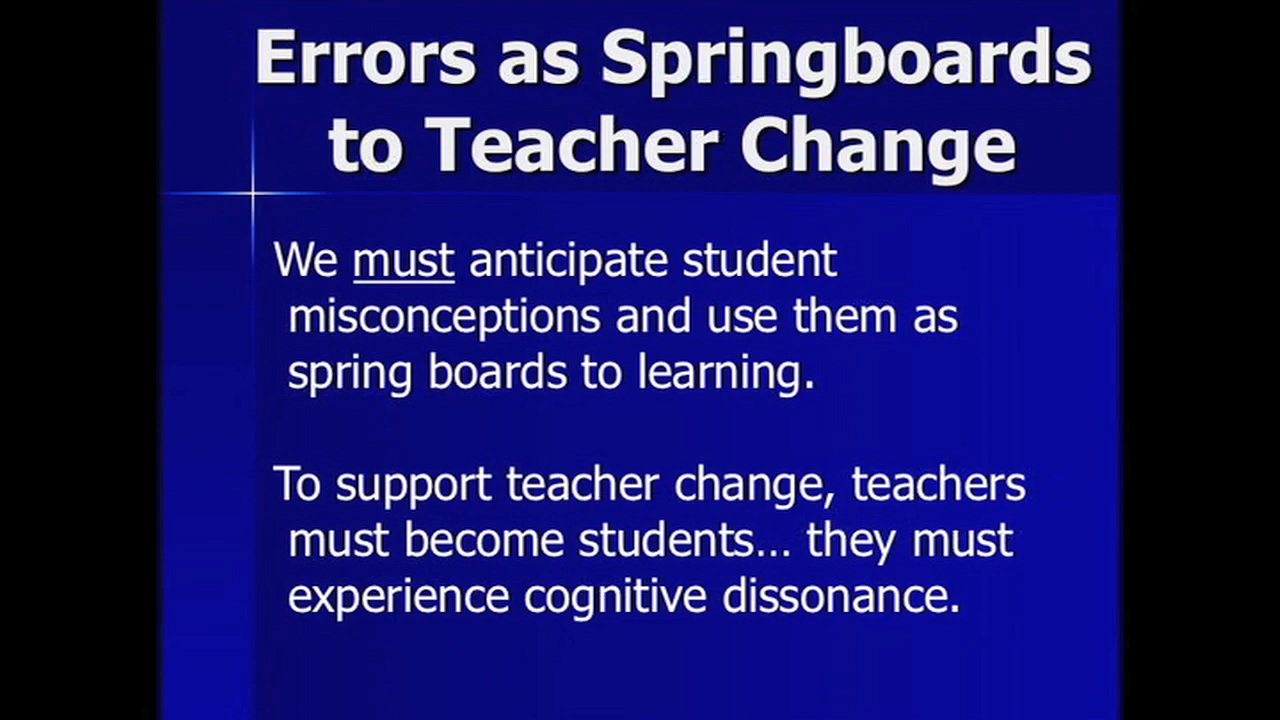 Errors as Springboards
to Teacher Change
We must anticipate student
misconceptions and use them as
spring boards to learning.
To support teacher change, teachers
must become students... they must
experience cognitive dissonance.